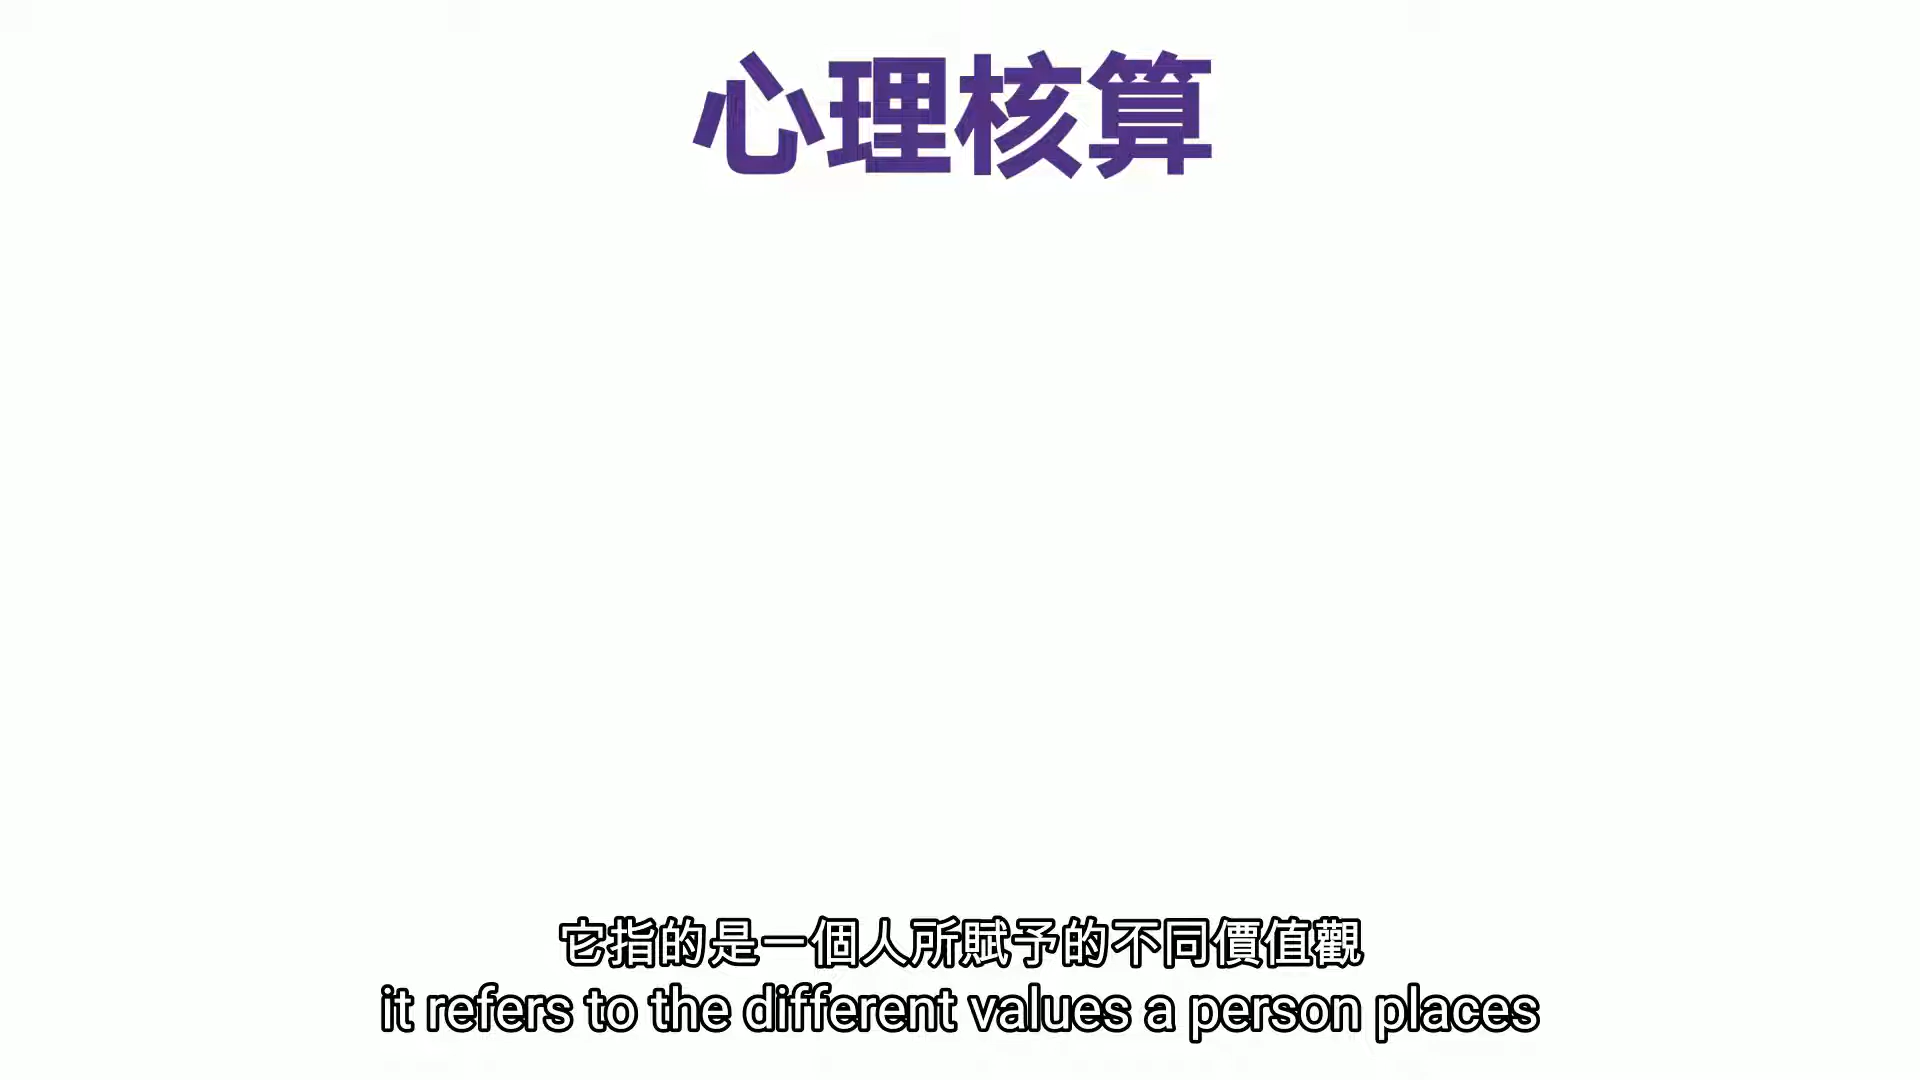 心理核算
它指的是一個人所賦予的不同價值觀
it refers to the different values a person places